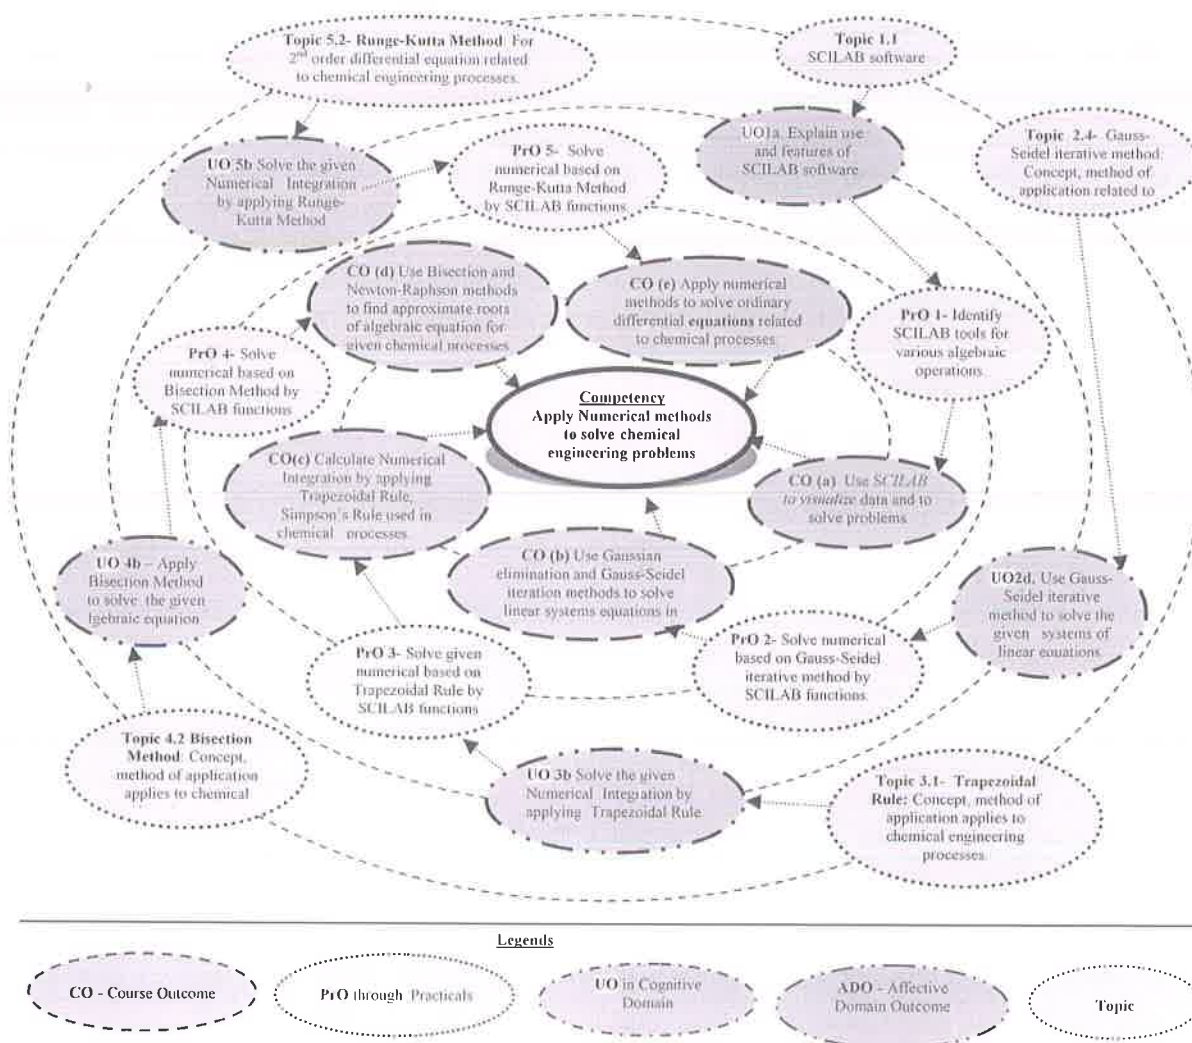 Topic 5.2- Runge-Kutta Method: For
2nd order differential equation related
to chemical engineering processes.
Topic 1.1
SCILAB software
UO 5b Solve the given
Numerical Integration
by applying Runge-
Kutta Method
PrO 5- Solve
numerical based on
Runge-Kutta Method
by SCILAB functions
UO1a. Explain use
and features of
SCILAB software
Topic 2.4- Gauss-
Seidel iterative method:
Concept, method of
application related to
CO (d) Use Bisection and
Newton-Raphson methods
to find approximate roots
of algebraic equation for
given chemical processes
CO (e) Apply numerical
methods to solve ordinary
differential equations related
to chemical processes.
PrO 1- Identify
SCILAB tools for
various algebraic
operations.
PrO 4- Solve
numerical based on
Bisection Method by
SCILAB functions
Competency
Apply Numerical methods
to solve chemical
engineering problems
CO(c) Calculate Numerical
Integration by applying
Trapezoidal Rule,
Simpson's Rule used in
chemical processes.
CO (a) Use SCILAB
to visualize data and to
solve problems
CO (b) Use Gaussian
elimination and Gauss-Seidel
iteration methods to solve
linear systems equations in
UO 4b – Apply
Bisection Method
to solve the given
lgebraic equation
UO2d. Use Gauss-
Seidel iterative
method to solve the
given systems of
linear equations
PrO 3- Solve given
numerical based on
Trapezoidal Rule by
SCILAB functions
PrO 2- Solve numerical
based on Gauss-Seidel
iterative method by
SCILAB functions.
Topic 4.2 Bisection
Method: Concept,
method of application
applies to chemical
UO 3b Solve the given
Numerical Integration by
applying Trapezoidal Rule
Topic 3.1- Trapezoidal
Rule: Concept, method of
application applies to
chemical engineering
processes.
Legends
CO - Course Outcome
PrO through Practicals
UO in Cognitive
Domain
ADO – Affective
Domain Outcome
Topic